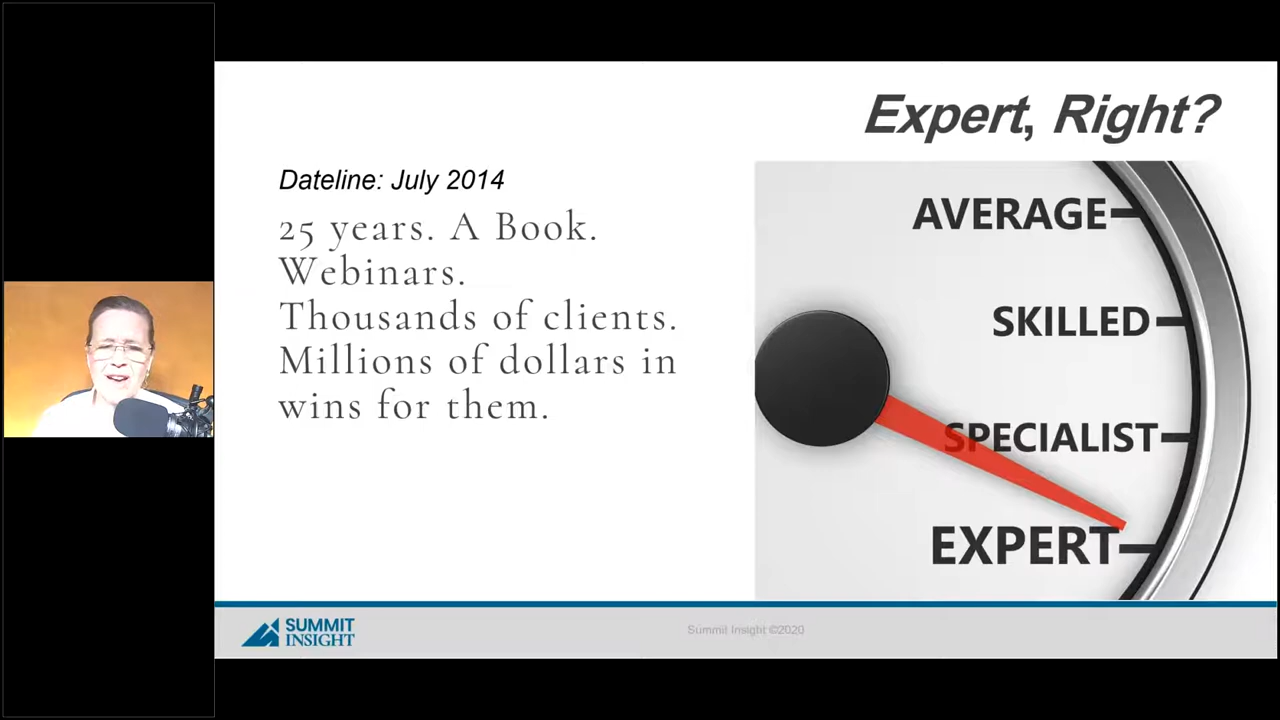 Expert, Right?
Dateline: July 2014
25 years. A Book.
Webinars.
Thousands of clients.
Millions of dollars in
wins for them.
AVERAGE
SKILLED
SPECIALIST
EXPERT
SUMMIT
INSIGHT
Summit Insight ©2020